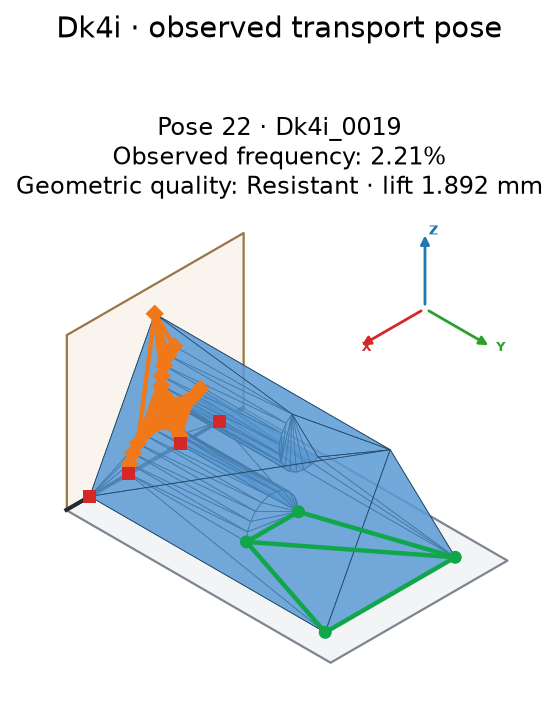 Dk4i · observed transport pose
Pose 22 · Dk4i_0019
Observed frequency: 2.21%
Geometric quality: Resistant · lift 1.892 mm
Z
X
Y